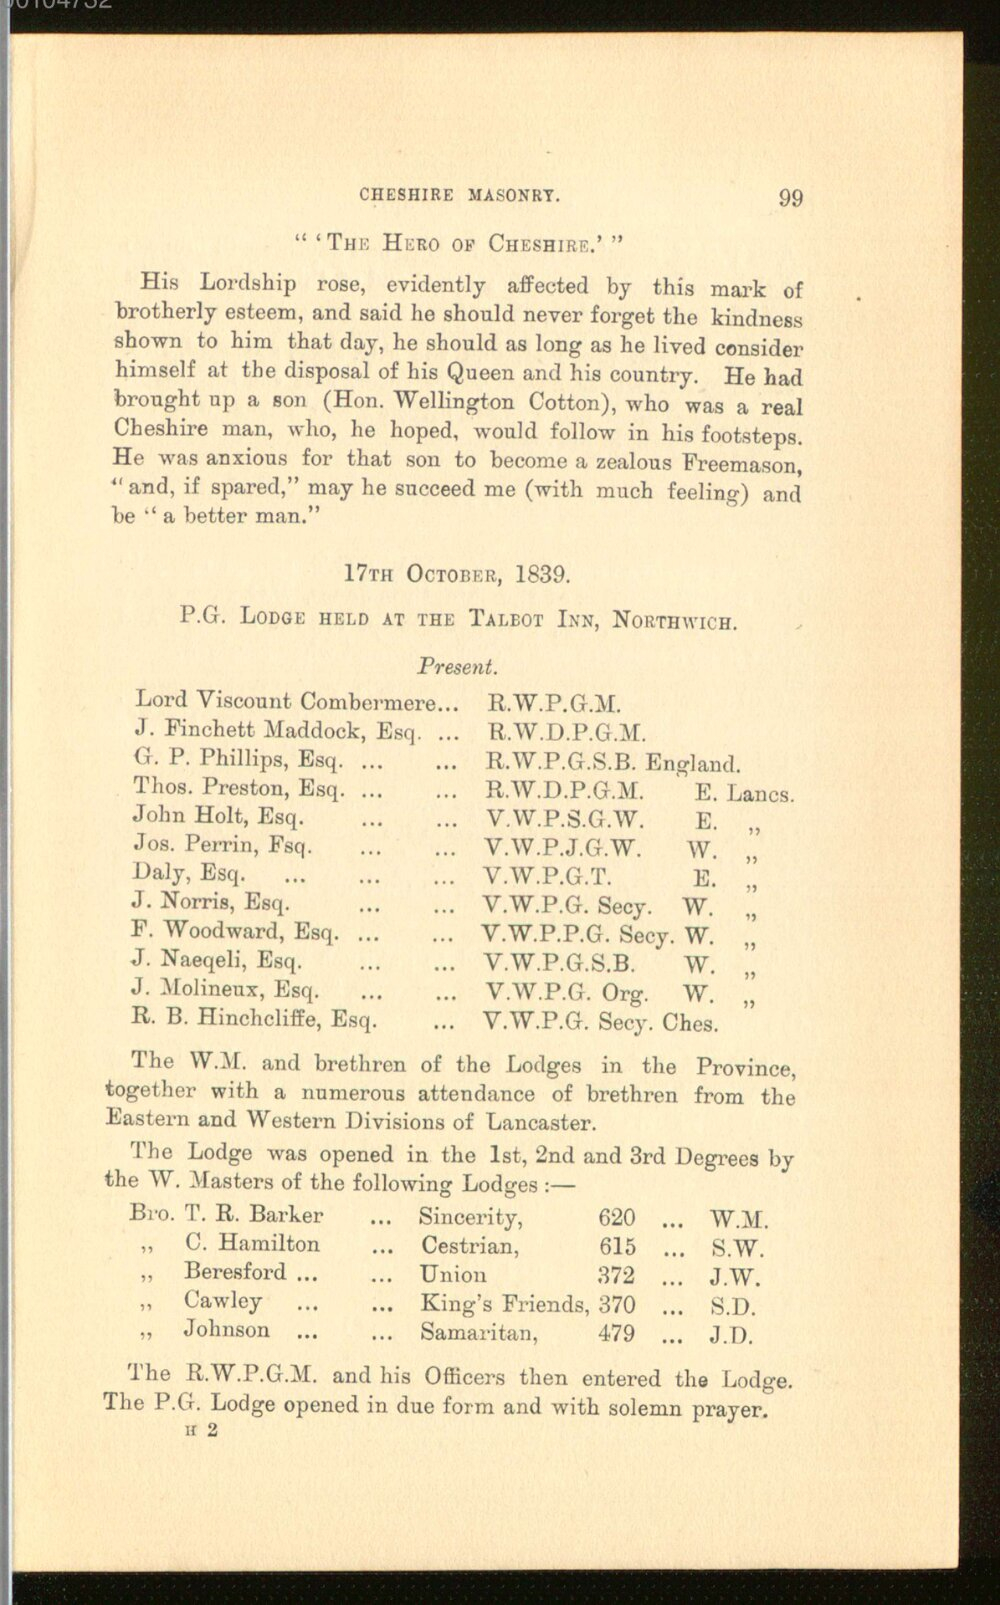 00104732
CHESHIRE MASONRY. 99
“ ‘The Hero of Cheshire.’ ”
His Lordship rose, evidently affected by this mark of
brotherly esteem, and said he should never forget the kindness
shown to him that day, he should as long as he lived consider
himself at the disposal of his Queen and his country. He had
brought up a son (Hon. Wellington Cotton), who was a real
Cheshire man, who, he hoped, would follow in his footsteps.
He was anxious for that son to become a zealous Freemason,
“and, if spared,” may he succeed me (with much feeling) and
be “ a better man.”
17th October, 1839.
P.G. Lodge held at the Talbot Inn, Northwich.
Present.
Lord Viscount Combermere... R.W.P.G.M.
J. Finchett Maddock, Esq. ... R.W.D.P.G.M.
G. P. Phillips, Esq. ... ... R.W.P.G.S.B. England.
Thos. Preston, Esq. ... ... R.W.D.P.G.M. E. Lancs.
John Holt, Esq. ... ... V.W.P.S.G.W. E. ,,
Jos. Perrin, Fsq. ... ... V.W.P.J.G.W. W. ,,
Daly, Esq. ... ... ... V.W.P.G.T. E. ,,
J. Norris, Esq. ... ... V.W.P.G. Secy. W. ,,
F. Woodward, Esq. ... ... V.W.P.P.G. Secy. W. ,,
J. Naeqeli, Esq. ... ... V.W.P.G.S.B. W. ,,
J. Molineux, Esq. ... ... V.W.P.G. Org. W. ,,
R. B. Hinchcliffe, Esq. ... V.W.P.G. Secy. Ches.
The W.M. and brethren of the Lodges in the Province,
together with a numerous attendance of brethren from the
Eastern and Western Divisions of Lancaster.
The Lodge was opened in the 1st, 2nd and 3rd Degrees by
the W. Masters of the following Lodges :—
Bro. T. R. Barker ... Sincerity, 620 ... W.M.
,, C. Hamilton ... Cestrian, 615 ... S.W.
,, Beresford ... ... Union 372 ... J.W.
,, Cawley ... ... King's Friends, 370 ... S.D.
,, Johnson ... ... Samaritan, 479 ... J.D.
The R.W.P.G.M. and his Officers then entered the Lodge.
The P.G. Lodge opened in due form and with solemn prayer.
H 2